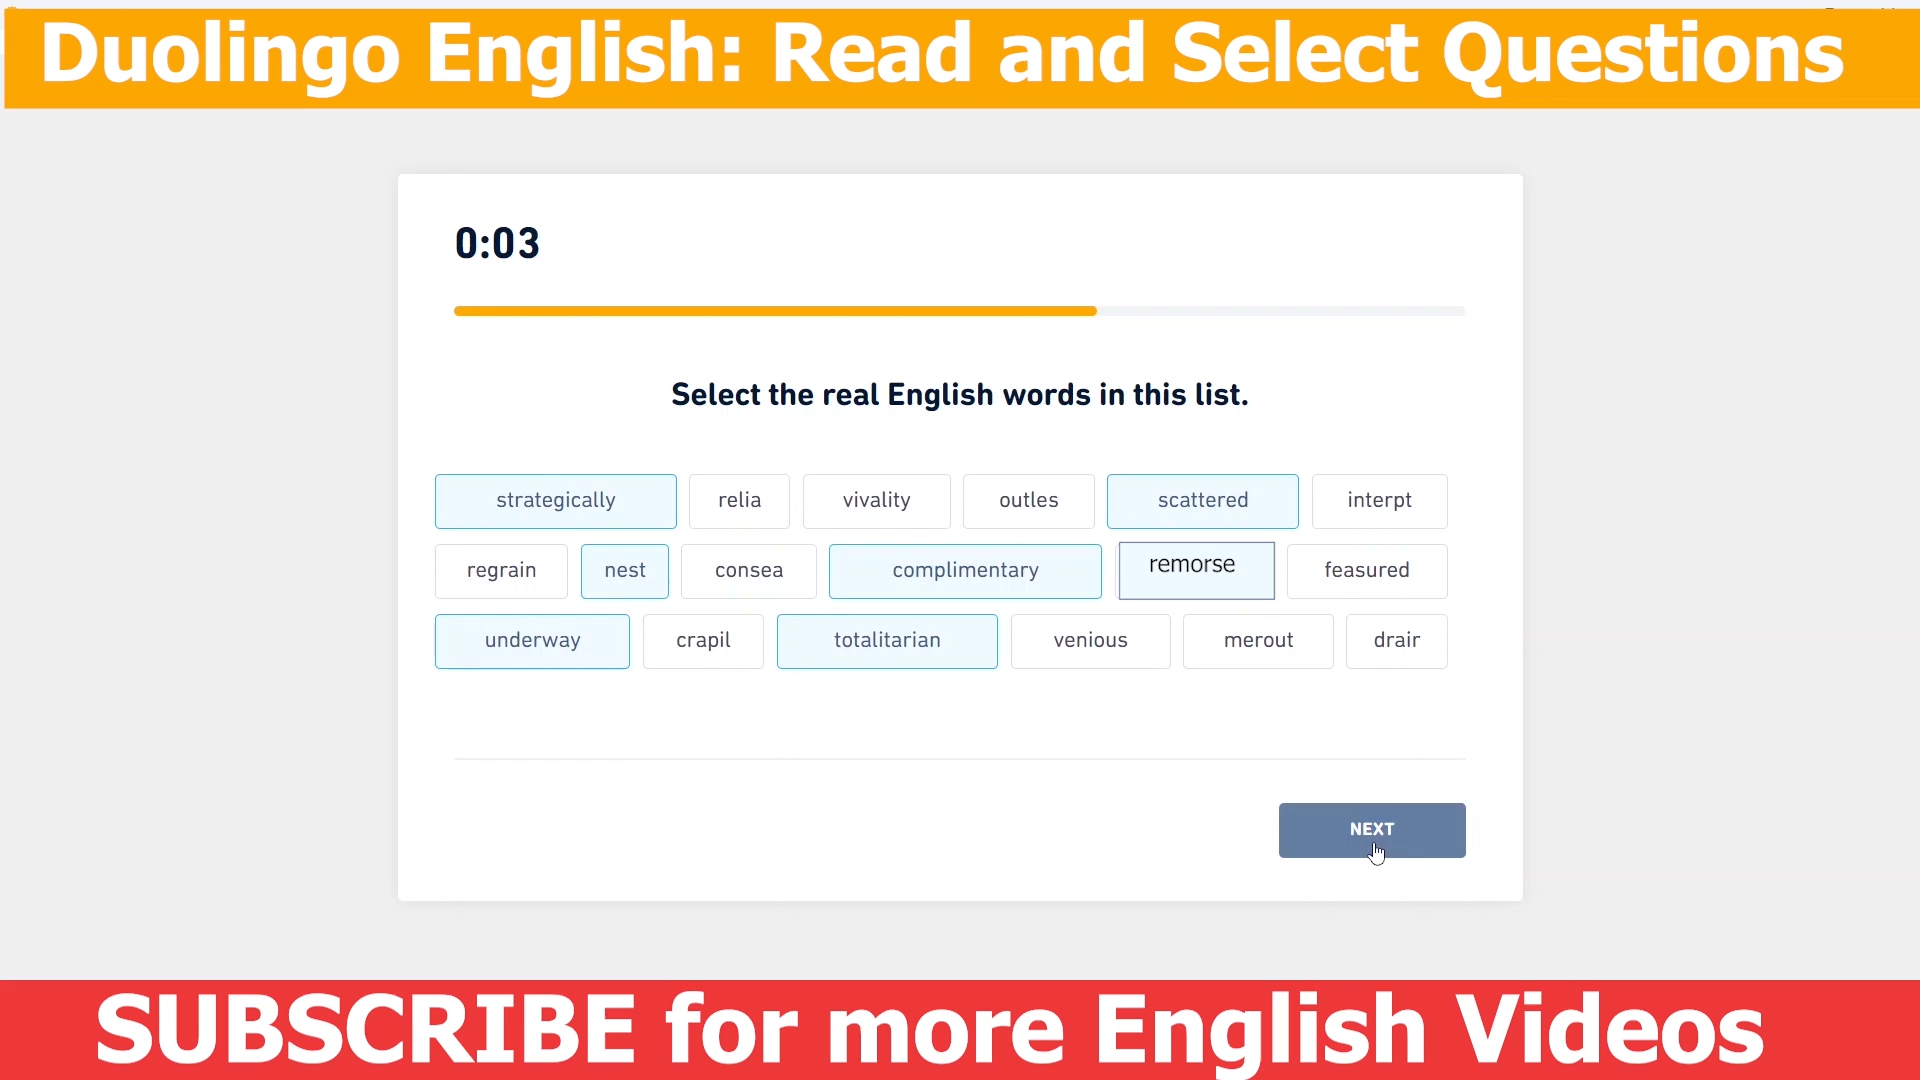 Duolingo English: Read and Select Questions
0:03
Select the real English words in this list.
strategically relia vivality outles scattered interpt
regrain nest consea complimentary remorse feasured
underway crapil totalitarian venious merout drair
NEXT
SUBSCRIBE for more English Videos